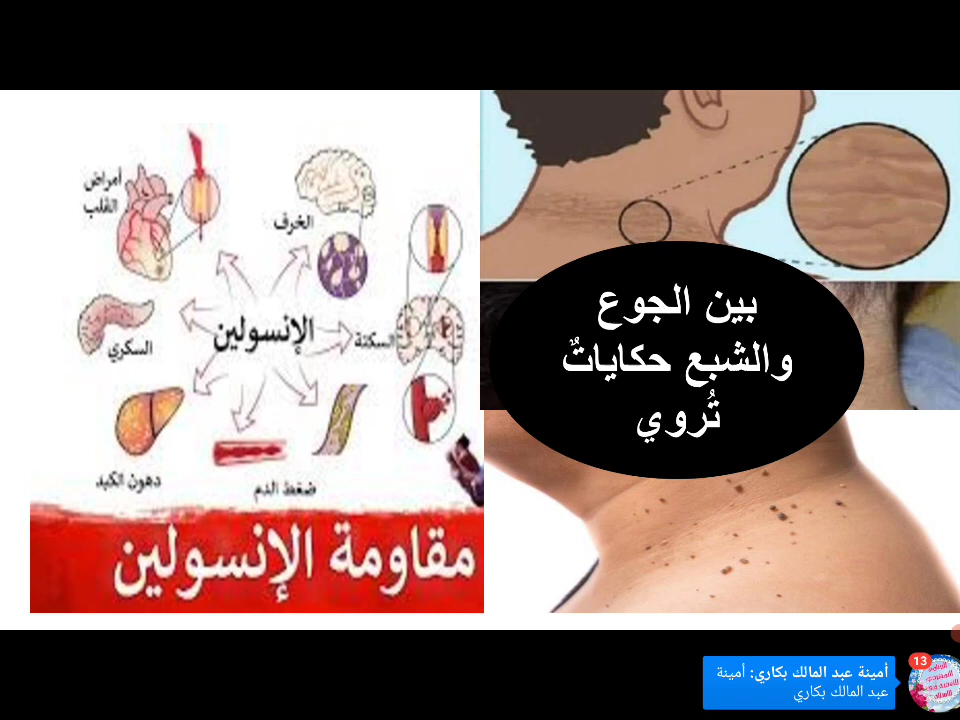 أمراض
القلب
الخرف
السكري
الإنسولين
السكتة
دهون الكبد
ضغط الدم
مقاومة الإنسولين
بين الجوع
والشبع حكاياتٌ
تُروي
13
أمينة عبد المالك بكاري: أمينة
عبد المالك بكاري